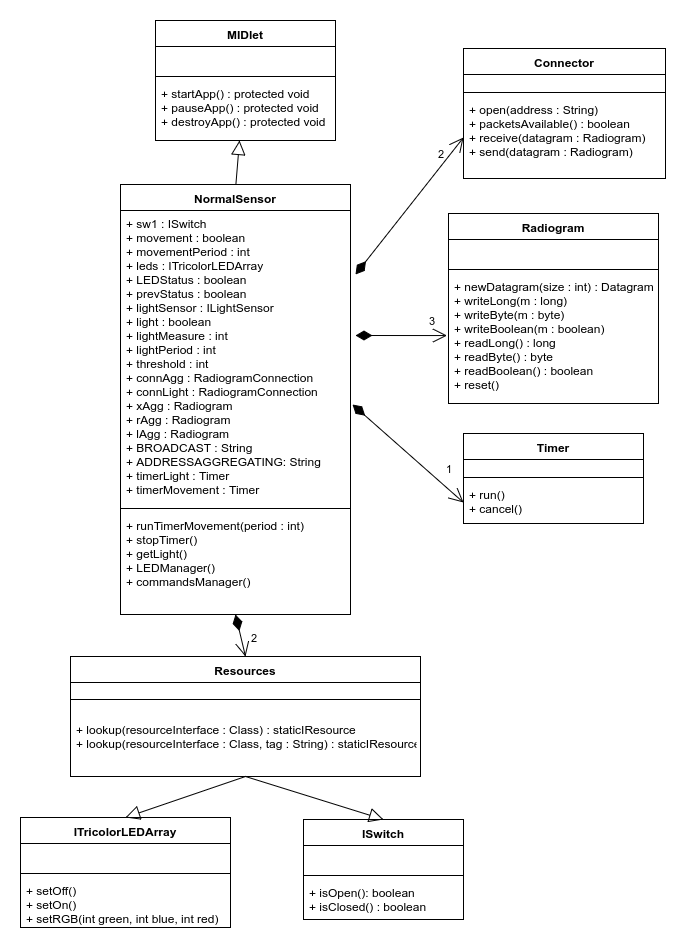 MIDlet
+ startApp() : protected void
+ pauseApp() : protected void
+ destroyApp() : protected void
Connector
+ open(address : String)
+ packetsAvailable() : boolean
+ receive(datagram : Radiogram)
+ send(datagram : Radiogram)
2
NormalSensor
+ sw1 : ISwitch
+ movement : boolean
+ movementPeriod : int
+ leds : ITricolorLEDArray
+ LEDStatus : boolean
+ prevStatus : boolean
+ lightSensor : ILightSensor
+ light : boolean
+ lightMeasure : int
+ lightPeriod : int
+ threshold : int
+ connAgg : RadiogramConnection
+ connLight : RadiogramConnection
+ xAgg : Radiogram
+ rAgg : Radiogram
+ lAgg : Radiogram
+ BROADCAST : String
+ ADDRESSAGGREGATING: String
+ timerLight : Timer
+ timerMovement : Timer
+ runTimerMovement(period : int)
+ stopTimer()
+ getLight()
+ LEDManager()
+ commandsManager()
Radiogram
+ newDatagram(size : int) : Datagram
+ writeLong(m : long)
+ writeByte(m : byte)
+ writeBoolean(m : boolean)
+ readLong() : long
+ readByte() : byte
+ readBoolean() : boolean
+ reset()
3
Timer
+ run()
+ cancel()
1
2
Resources
+ lookup(resourceInterface : Class) : staticIResource
+ lookup(resourceInterface : Class, tag : String) : staticIResource
ITricolorLEDArray
+ setOff()
+ setOn()
+ setRGB(int green, int blue, int red)
ISwitch
+ isOpen(): boolean
+ isClosed() : boolean